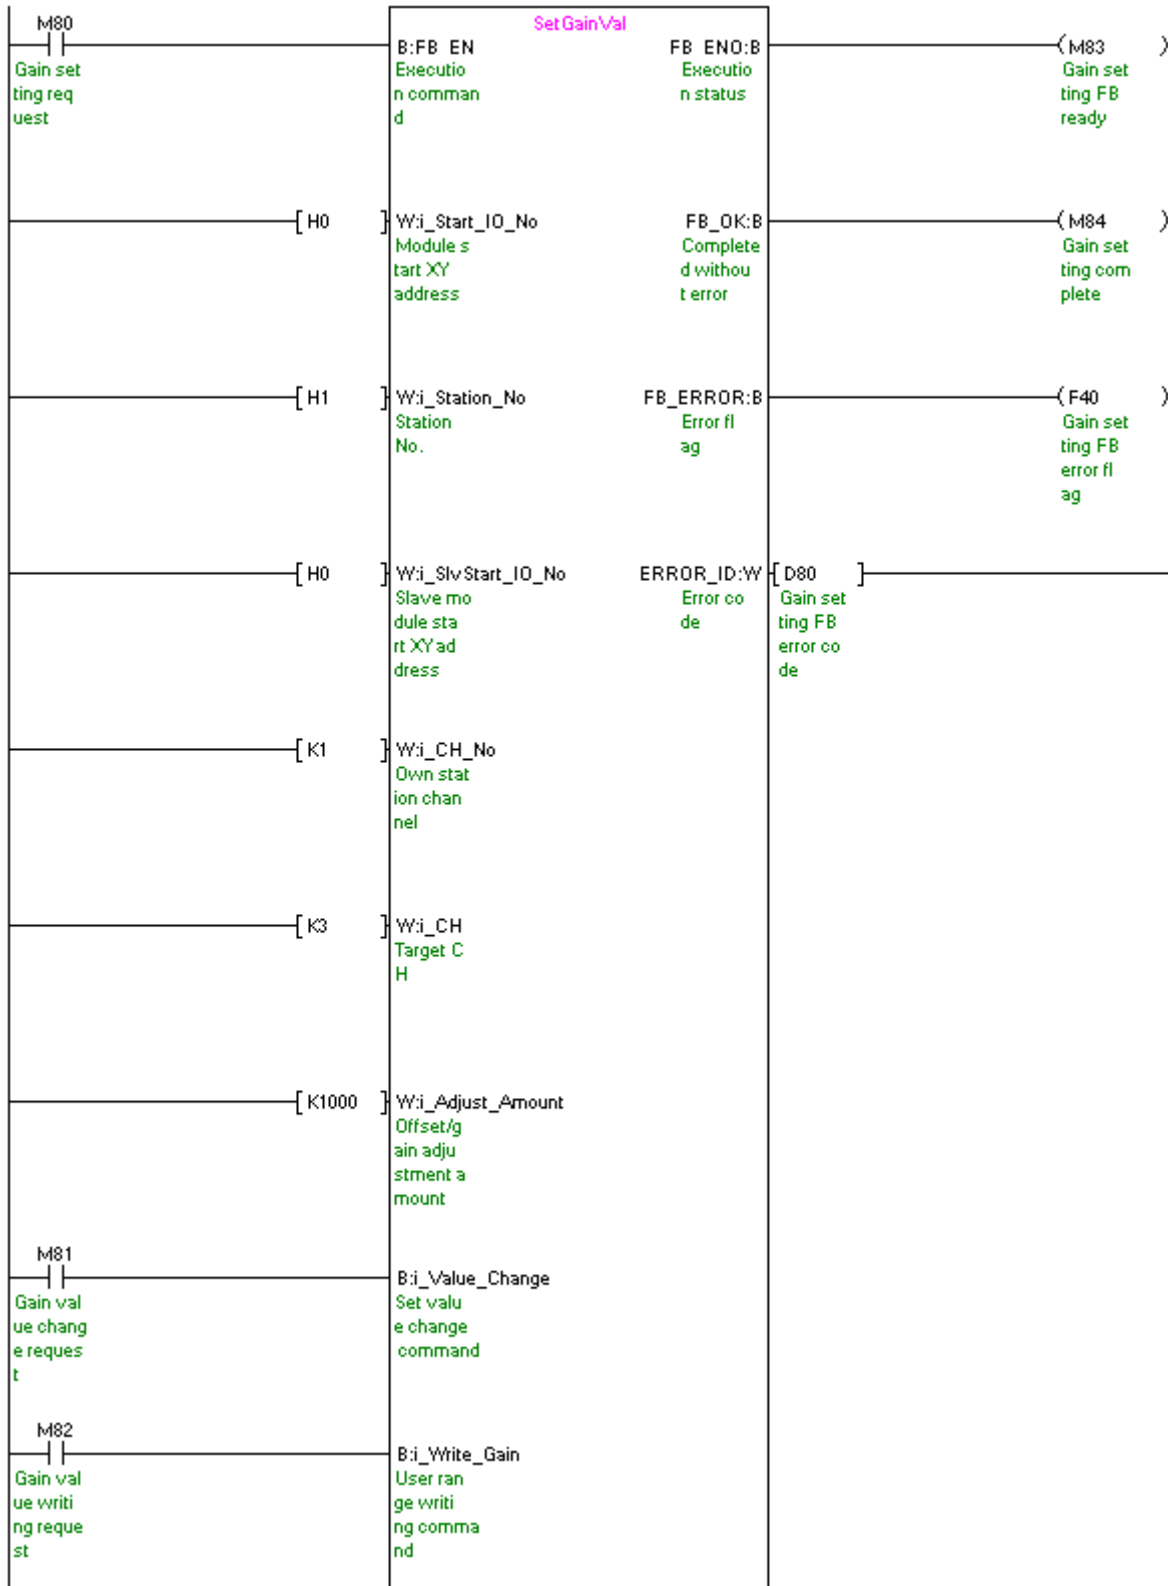 M80
SetGainVal
B:FB_EN
FB_ENO:B
M83
Gain set
ting req
uest
Executio
n comman
d
Executio
n status
Gain set
ting FB
ready
H0
W:i_Start_IO_No
FB_OK:B
M84
Module s
tart XY
address
Complete
d withou
t error
Gain set
ting com
plete
H1
W:i_Station_No
FB_ERROR:B
F40
Station
No.
Error fl
ag
Gain set
ting FB
error fl
ag
H0
W:i_SlvStart_IO_No
ERROR_ID:W
D80
Slave mo
dule sta
rt XY ad
dress
Error co
de
Gain set
ting FB
error co
de
K1
W:i_CH_No
Own stat
ion chan
nel
K3
W:i_CH
Target C
H
K1000
W:i_Adjust_Amount
Offset/g
ain adju
stment a
mount
M81
B:i_Value_Change
Gain val
ue chang
e reques
t
Set valu
e change
command
M82
B:i_Write_Gain
Gain val
ue writi
ng reque
st
User ran
ge writi
ng comma
nd